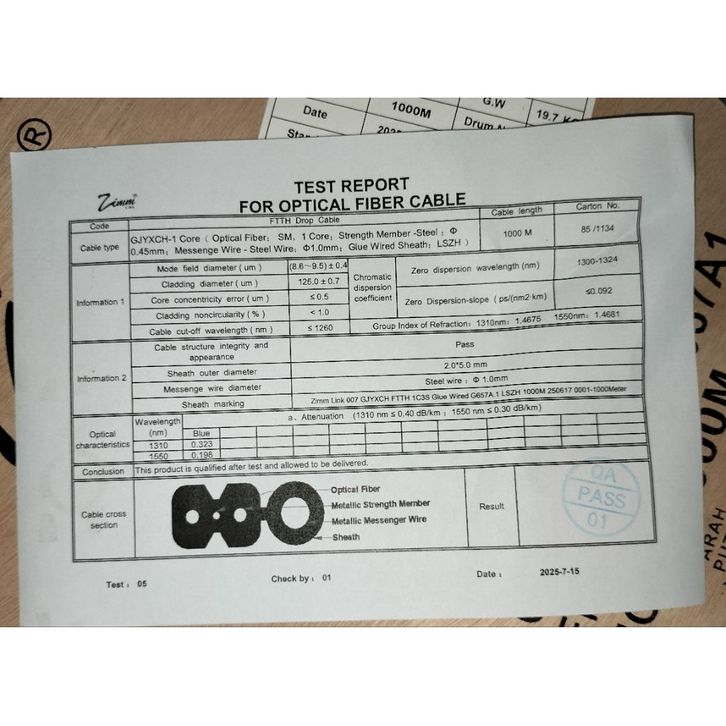 G.W
Date
1000M
19.7
Drum
®
Zimm®
TEST REPORT
FOR OPTICAL FIBER CABLE
Code
FTTH Drop Cable
Cable length
Carton No.
Cable type
GJYXCH-1 Core ( Optical Fiber: SM, 1 Core; Strength Member -Steel : Φ
0.45mm; Messenge Wire - Steel Wire: Φ1.0mm; Glue Wired Sheath: LSZH )
1000 M
85 /1134
Information 1
Mode field diameter ( um )
(8.6~9.5) ± 0.4
Cladding diameter ( um )
125.0 ± 0.7
Core concentricity error ( um )
≤ 0.5
Cladding noncircularity ( % )
< 1.0
Cable cut-off wavelength ( nm )
≤ 1260
Chromatic
dispersion
coefficient
Zero dispersion wavelength (nm)
1300-1324
Zero Dispersion-slope ( ps/(nm2·km)
≤0.092
Group Index of Refraction: 1310nm: 1.4675 1550nm: 1.4681
Information 2
Cable structure integrity and
appearance
Pass
Sheath outer diameter
2.0*5.0 mm
Messenge wire diameter
Steel wire : Φ 1.0mm
Sheath marking
Zimm Link 007 GJYXCH FTTH 1C3S Glue Wired G657A.1 LSZH 1000M 250617 0001-1000Meter
Optical
characteristics
Wavelength
(nm)
a. Attenuation (1310 nm ≤ 0.40 dB/km ; 1550 nm ≤ 0.30 dB/km)
Blue
1310
0.323
1550
0.198
Conclusion
This product is qualified after test and allowed to be delivered.
Cable cross
section
Optical Fiber
Metallic Strength Member
Metallic Messenger Wire
Sheath
Result
QA
PASS
01
Test : 05
Check by : 01
Date :
2025-7-15